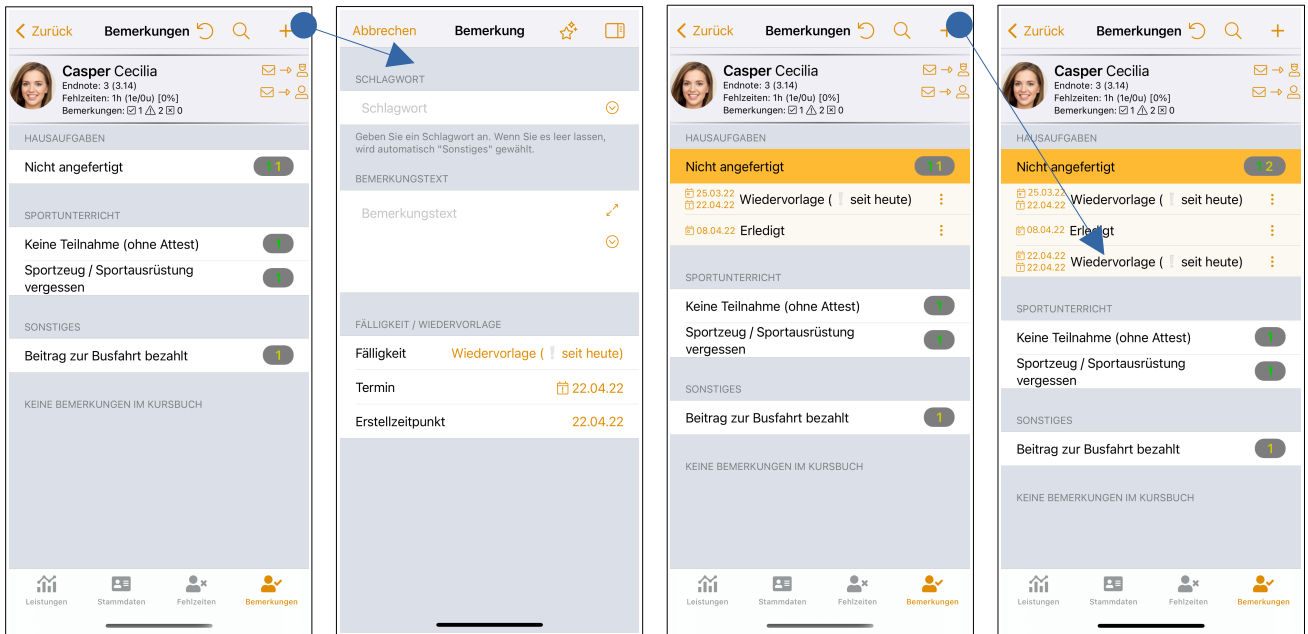 Zurück
Bemerkungen
Casper Cecilia
Endnote: 3 (3.14)
Fehlzeiten: 1h (1e/0u) [0%]
Bemerkungen: ☑ 1 ⚠ 2 ☒ 0
HAUSAUFGABEN
Nicht angefertigt 1 1
SPORTUNTERRICHT
Keine Teilnahme (ohne Attest) 1
Sportzeug / Sportausrüstung
vergessen 1
SONSTIGES
Beitrag zur Busfahrt bezahlt 1
KEINE BEMERKUNGEN IM KURSBUCH
Leistungen Stammdaten Fehlzeiten Bemerkungen
Abbrechen Bemerkung
SCHLAGWORT
Schlagwort
Geben Sie ein Schlagwort an. Wenn Sie es leer lassen,
wird automatisch "Sonstiges" gewählt.
BEMERKUNGSTEXT
Bemerkungstext
FÄLLIGKEIT / WIEDERVORLAGE
Fälligkeit Wiedervorlage (❕ seit heute)
Termin 22.04.22
Erstellzeitpunkt 22.04.22
Zurück
Bemerkungen
Casper Cecilia
Endnote: 3 (3.14)
Fehlzeiten: 1h (1e/0u) [0%]
Bemerkungen: ☑ 1 ⚠ 2 ☒ 0
HAUSAUFGABEN
Nicht angefertigt 1 1
25.03.22
22.04.22 Wiedervorlage (❕ seit heute)
08.04.22 Erledigt
SPORTUNTERRICHT
Keine Teilnahme (ohne Attest) 1
Sportzeug / Sportausrüstung
vergessen 1
SONSTIGES
Beitrag zur Busfahrt bezahlt 1
KEINE BEMERKUNGEN IM KURSBUCH
Leistungen Stammdaten Fehlzeiten Bemerkungen
Zurück
Bemerkungen
Casper Cecilia
Endnote: 3 (3.14)
Fehlzeiten: 1h (1e/0u) [0%]
Bemerkungen: ☑ 1 ⚠ 2 ☒ 0
HAUSAUFGABEN
Nicht angefertigt 1 2
25.03.22
22.04.22 Wiedervorlage (❕ seit heute)
08.04.22 Erledigt
22.04.22
22.04.22 Wiedervorlage (❕ seit heute)
SPORTUNTERRICHT
Keine Teilnahme (ohne Attest) 1
Sportzeug / Sportausrüstung
vergessen 1
SONSTIGES
Beitrag zur Busfahrt bezahlt 1
KEINE BEMERKUNGEN IM KURSBUCH
Leistungen Stammdaten Fehlzeiten Bemerkungen